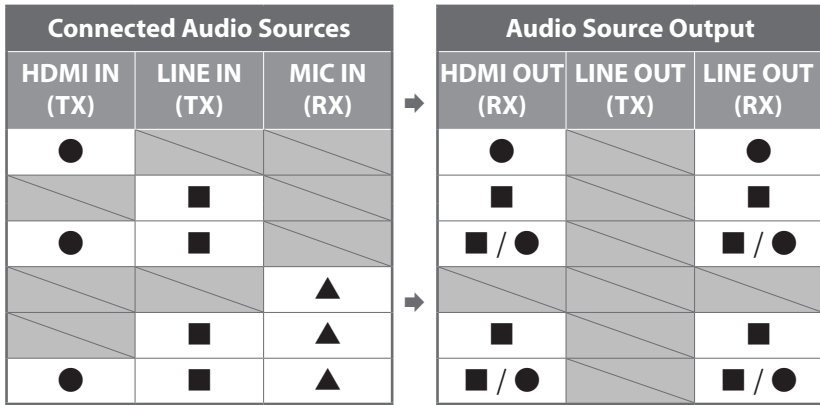 Connected Audio Sources
HDMI IN (TX) LINE IN (TX) MIC IN (RX)
● 
■
● ■
▲
■ ▲
● ■ ▲
Audio Source Output
HDMI OUT (RX) LINE OUT (TX) LINE OUT (RX)
● ●
■ ■
■ / ● ■ / ●
■ ■
■ / ● ■ / ●